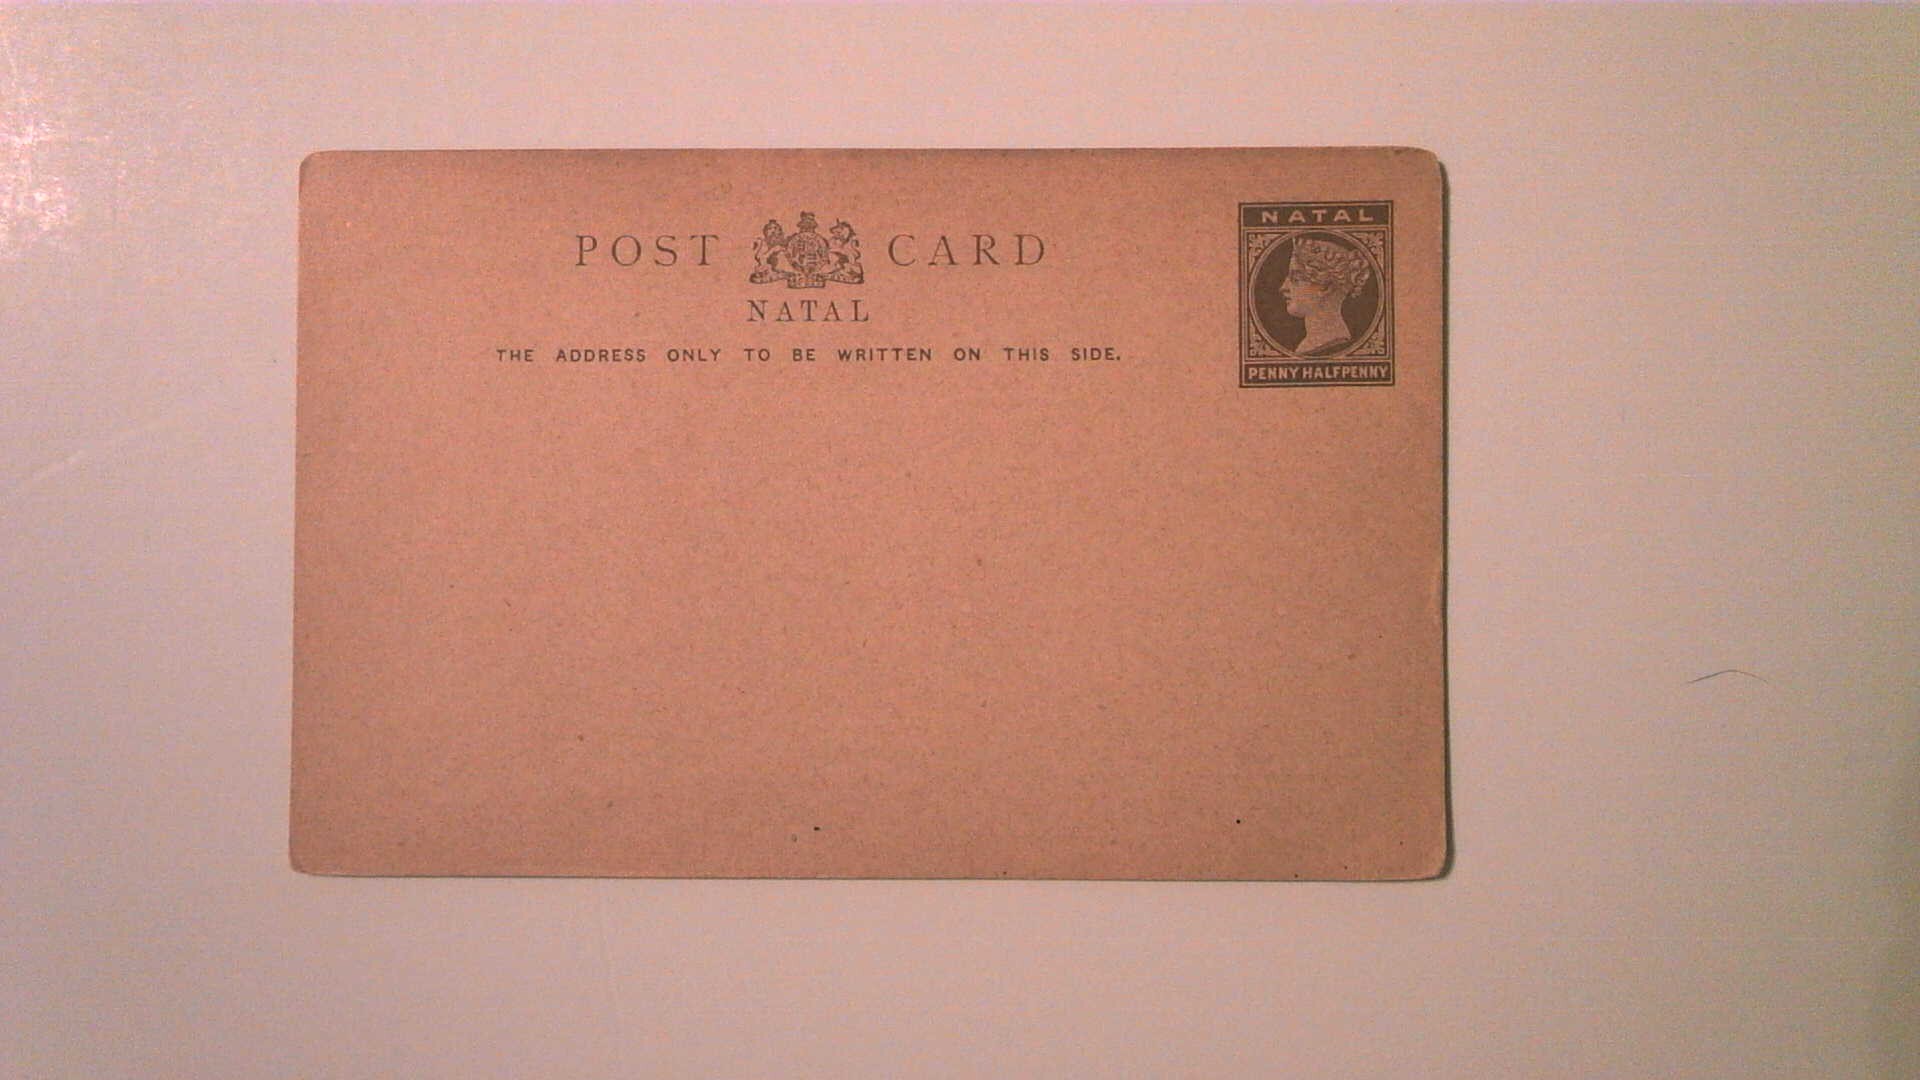 POST CARD
NATAL
THE ADDRESS ONLY TO BE WRITTEN ON THIS SIDE.
NATAL
PENNY HALFPENNY